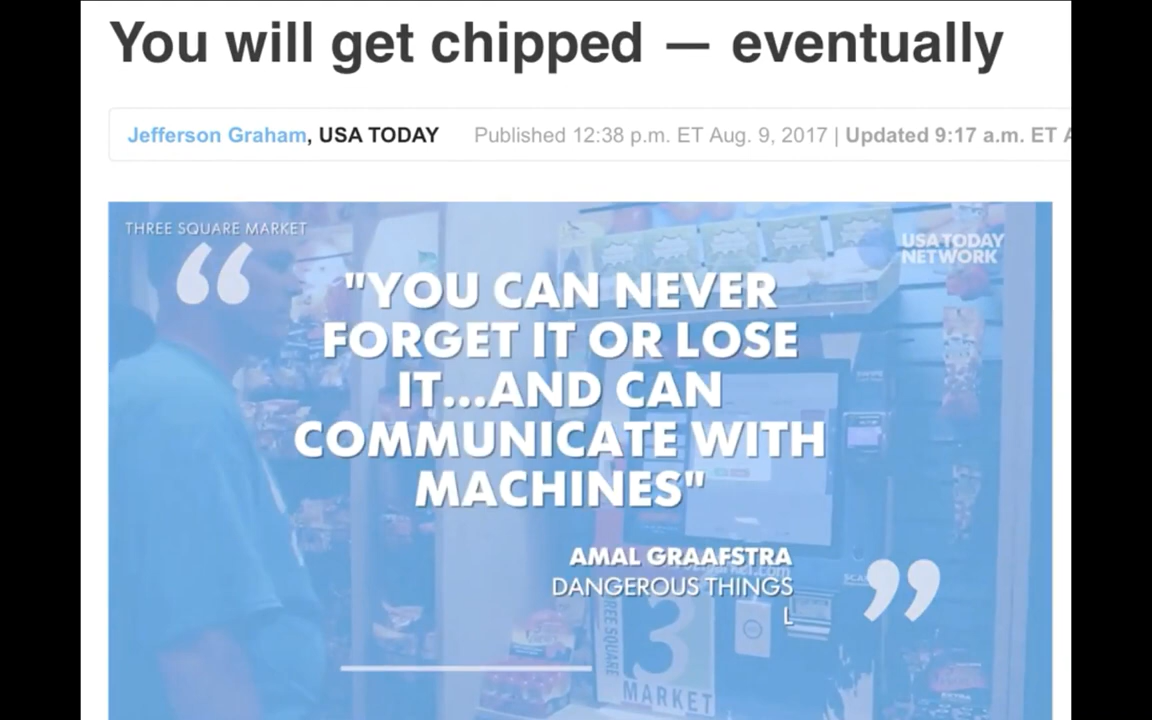 You will get chipped — eventually
Jefferson Graham, USA TODAY Published 12:38 p.m. ET Aug. 9, 2017 | Updated 9:17 a.m. ET A
THREE SQUARE MARKET
USA TODAY
NETWORK
"YOU CAN NEVER
FORGET IT OR LOSE
IT...AND CAN
COMMUNICATE WITH
MACHINES"
AMAL GRAAFSTRA
DANGEROUS THINGS
L
3
MARKET